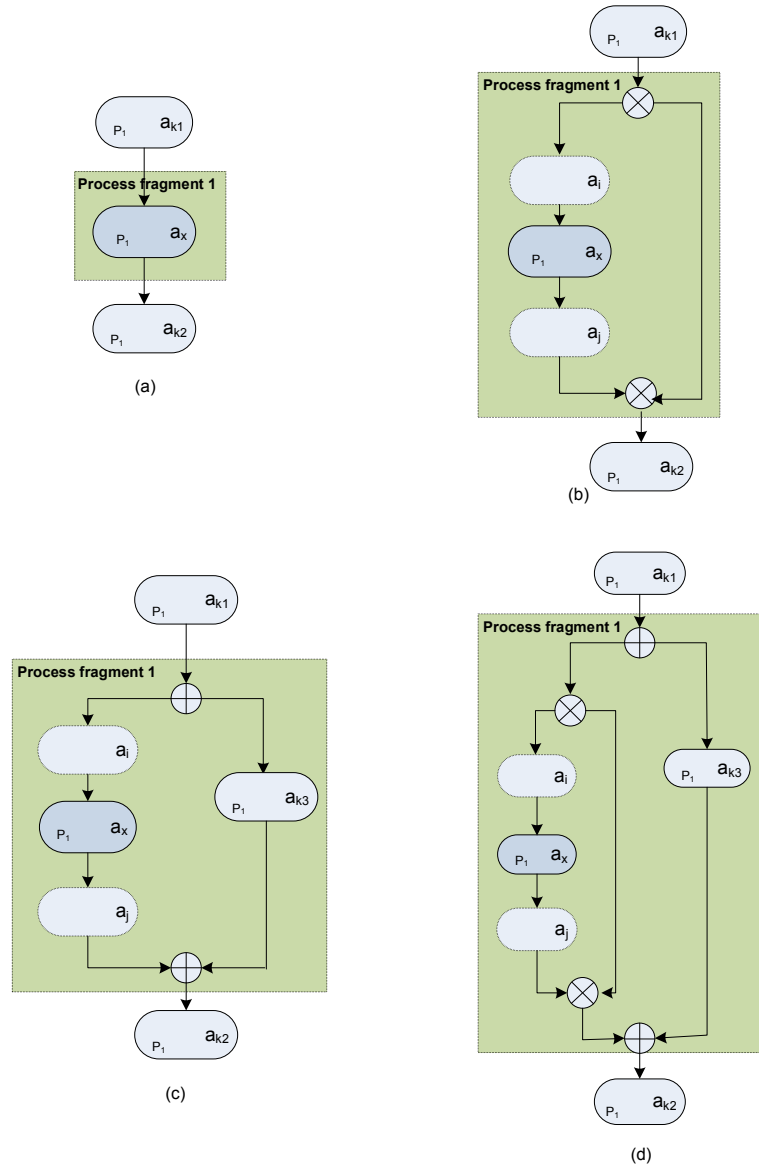 P₁ aₖ₁
Process fragment 1
P₁ aₓ
P₁ aₖ₂
(a)
P₁ aₖ₁
Process fragment 1
aᵢ
P₁ aₓ
aⱼ
P₁ aₖ₂
(b)
P₁ aₖ₁
Process fragment 1
aᵢ
P₁ aₖ₃
P₁ aₓ
aⱼ
P₁ aₖ₂
(c)
P₁ aₖ₁
Process fragment 1
aᵢ
P₁ aₖ₃
P₁ aₓ
aⱼ
P₁ aₖ₂
(d)